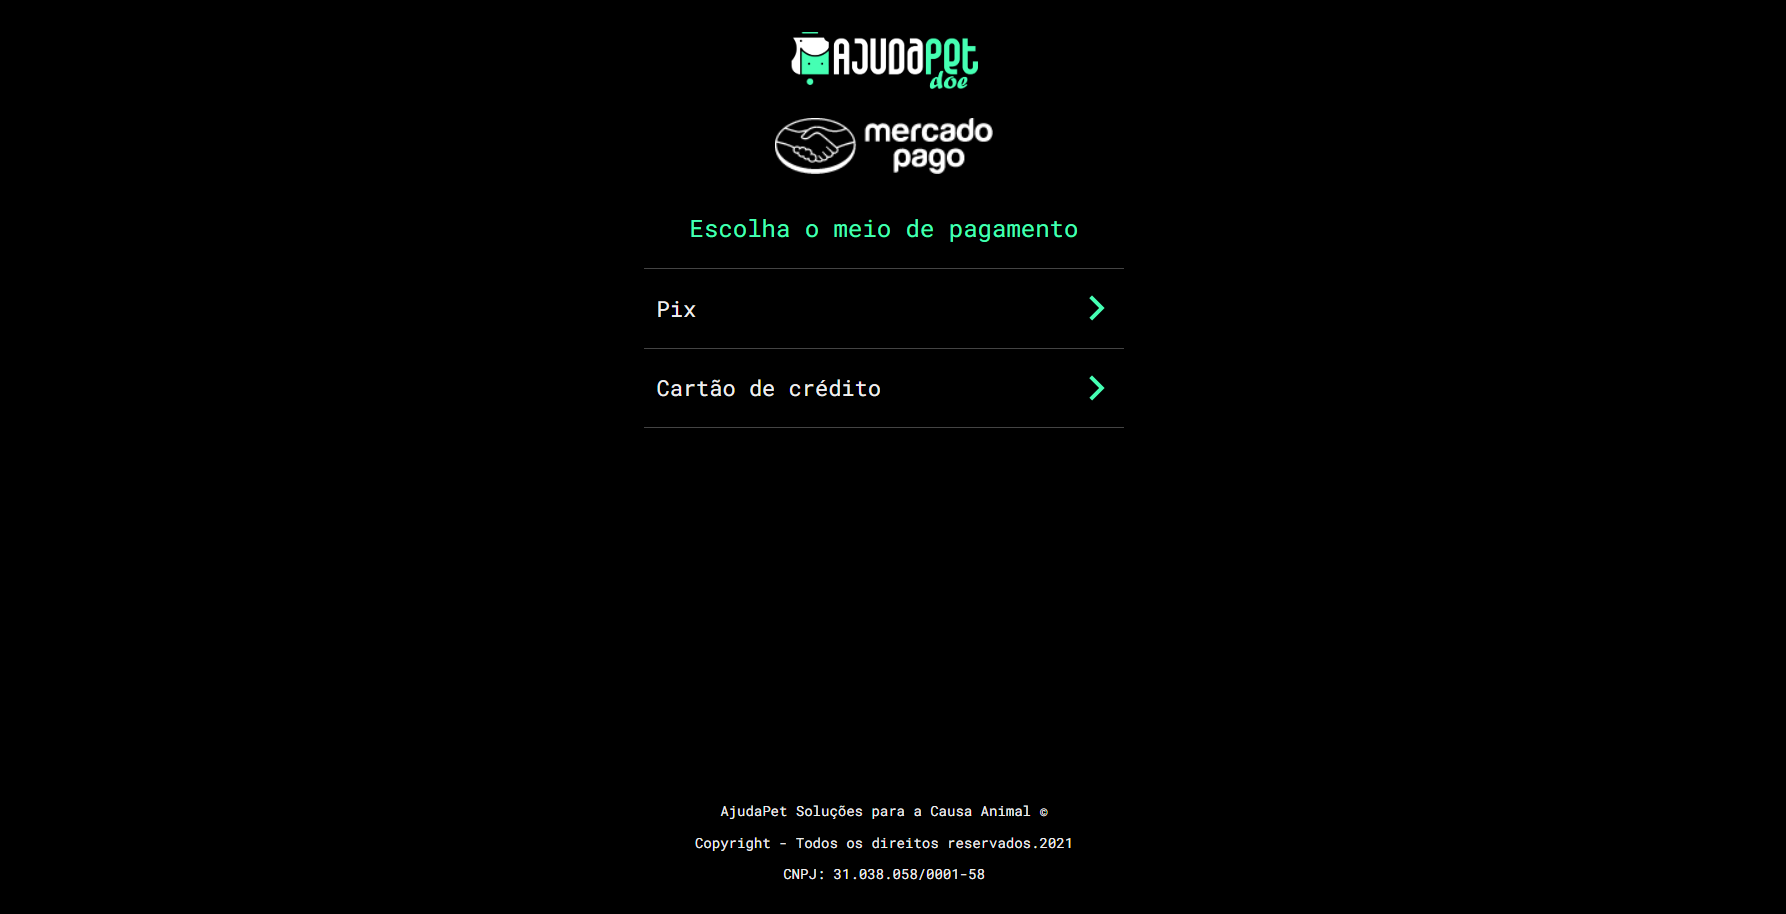 AJUDAPET
doe
mercado
pago
Escolha o meio de pagamento
Pix
Cartão de crédito
AjudaPet Soluções para a Causa Animal ©
Copyright - Todos os direitos reservados.2021
CNPJ: 31.038.058/0001-58